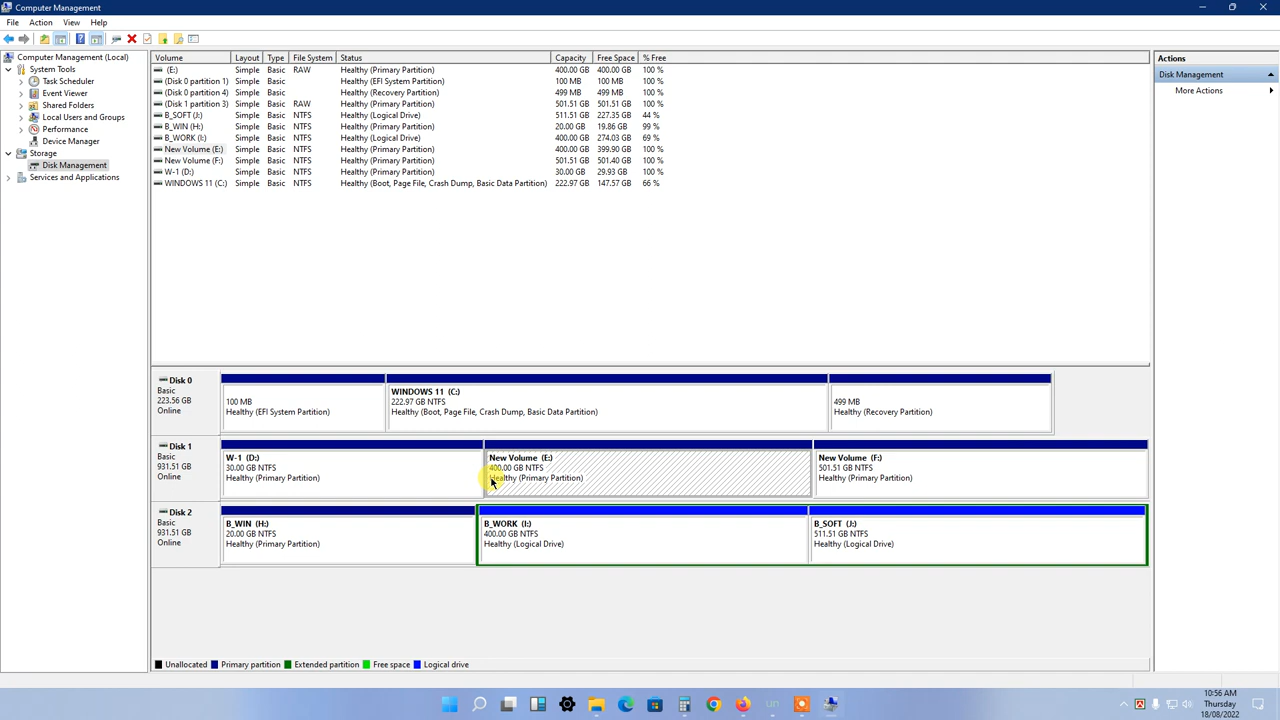 Computer Management
File Action View Help
Computer Management (Local)
System Tools
Task Scheduler
Event Viewer
Shared Folders
Local Users and Groups
Performance
Device Manager
Storage
Disk Management
Services and Applications
Volume Layout Type File System Status Capacity Free Space % Free
(E:) Simple Basic RAW Healthy (Primary Partition) 400.00 GB 400.00 GB 100 %
(Disk 0 partition 1) Simple Basic Healthy (EFI System Partition) 100 MB 100 MB 100 %
(Disk 0 partition 4) Simple Basic Healthy (Recovery Partition) 499 MB 499 MB 100 %
(Disk 1 partition 3) Simple Basic RAW Healthy (Primary Partition) 501.51 GB 501.51 GB 100 %
B_SOFT (J:) Simple Basic NTFS Healthy (Logical Drive) 511.51 GB 227.35 GB 44 %
B_WIN (H:) Simple Basic NTFS Healthy (Primary Partition) 20.00 GB 19.86 GB 99 %
B_WORK (I:) Simple Basic NTFS Healthy (Logical Drive) 400.00 GB 274.03 GB 69 %
New Volume (E:) Simple Basic NTFS Healthy (Primary Partition) 400.00 GB 399.90 GB 100 %
New Volume (F:) Simple Basic NTFS Healthy (Primary Partition) 501.51 GB 501.40 GB 100 %
W-1 (D:) Simple Basic NTFS Healthy (Primary Partition) 30.00 GB 29.93 GB 100 %
WINDOWS 11 (C:) Simple Basic NTFS Healthy (Boot, Page File, Crash Dump, Basic Data Partition) 222.97 GB 147.57 GB 66 %
Actions
Disk Management
More Actions
Disk 0
Basic
223.56 GB
Online
100 MB
Healthy (EFI System Partition)
WINDOWS 11 (C:)
222.97 GB NTFS
Healthy (Boot, Page File, Crash Dump, Basic Data Partition)
499 MB
Healthy (Recovery Partition)
Disk 1
Basic
931.51 GB
Online
W-1 (D:)
30.00 GB NTFS
Healthy (Primary Partition)
New Volume (E:)
400.00 GB NTFS
Healthy (Primary Partition)
New Volume (F:)
501.51 GB NTFS
Healthy (Primary Partition)
Disk 2
Basic
931.51 GB
Online
B_WIN (H:)
20.00 GB NTFS
Healthy (Primary Partition)
B_WORK (I:)
400.00 GB NTFS
Healthy (Logical Drive)
B_SOFT (J:)
511.51 GB NTFS
Healthy (Logical Drive)
Unallocated Primary partition Extended partition Free space Logical drive
un
10:56 AM
Thursday
18/08/2022